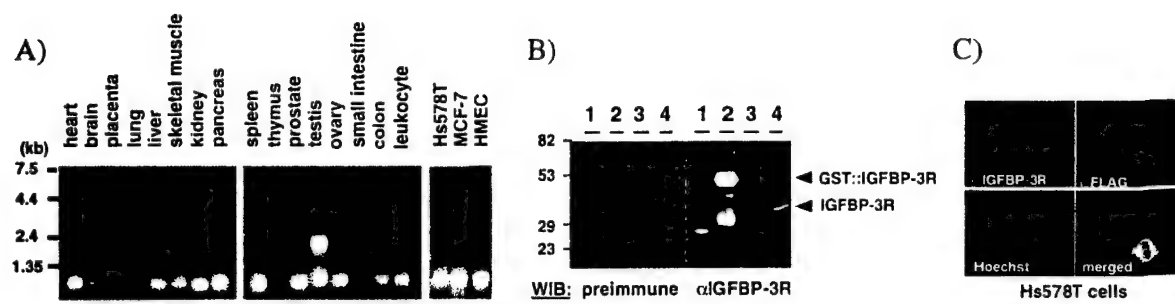 A)
heart
brain
placenta
lung
liver
skeletal muscle
kidney
pancreas
spleen
thymus
prostate
testis
ovary
small intestine
colon
leukocyte
Hs578T
MCF-7
HMEC
(kb)
7.5
4.4
2.4
1.35
B)
1 2 3 4 1 2 3 4
82
53
29
23
GST::IGFBP-3R
IGFBP-3R
WIB: preimmune αIGFBP-3R
C)
IGFBP-3R
FLAG
Hoechst
merged
Hs578T cells